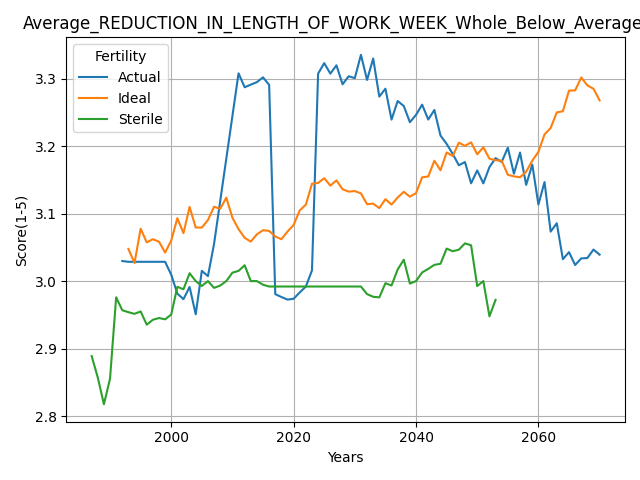 Average_REDUCTION_IN_LENGTH_OF_WORK_WEEK_Whole_Below_Average
Fertility
Actual
Ideal
Sterile
Score(1-5)
3.3
3.2
3.1
3.0
2.9
2.8
2000 2020 2040 2060
Years